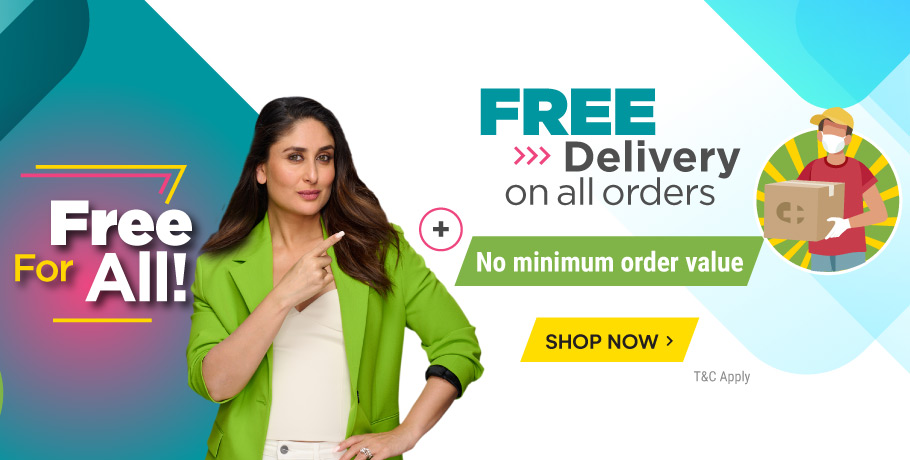 Free
For All!
+
FREE
››› Delivery
on all orders
No minimum order value
SHOP NOW ›
T&C Apply